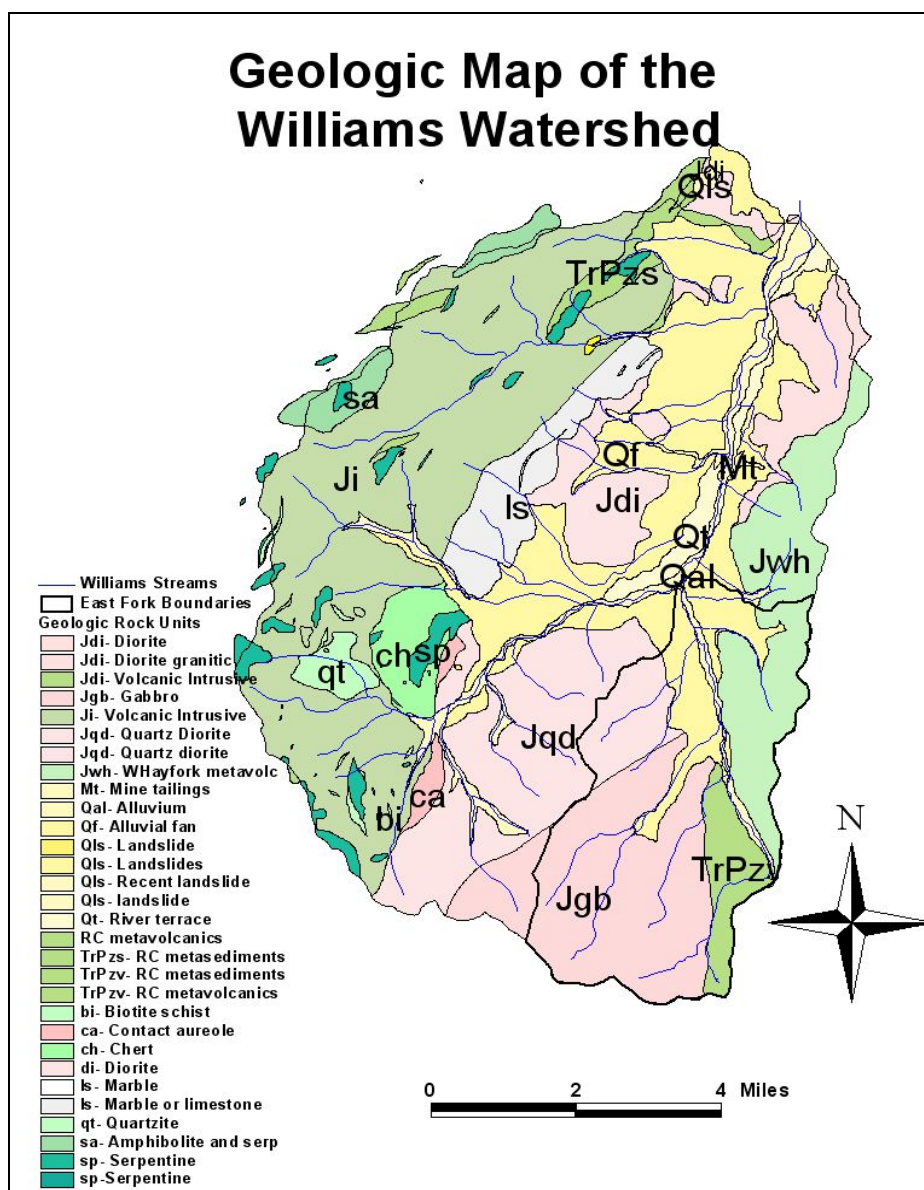 Geologic Map of the
Williams Watershed
Jdi
Qls
TrPzs
sa
Ji
Qf
Mt
ls
Jdi
Qt
Jwh
Qal
ch
sp
qt
Jqd
ca
bi
TrPzv
Jgb
N
Williams Streams
East Fork Boundaries
Geologic Rock Units
Jdi- Diorite
Jdi- Diorite granitic
Jdi- Volcanic Intrusive
Jgb- Gabbro
Ji- Volcanic Intrusive
Jqd- Quartz Diorite
Jqd- Quartz diorite
Jwh- WHayfork metavolc
Mt- Mine tailings
Qal- Alluvium
Qf- Alluvial fan
Qls- Landslide
Qls- Landslides
Qls- Recent landslide
Qls- landslide
Qt- River terrace
RC metavolcanics
TrPzs- RC metasediments
TrPzv- RC metasediments
TrPzv- RC metavolcanics
bi- Biotite schist
ca- Contact aureole
ch- Chert
di- Diorite
ls- Marble
ls- Marble or limestone
qt- Quartzite
sa- Amphibolite and serp
sp- Serpentine
sp-Serpentine
0 2 4 Miles